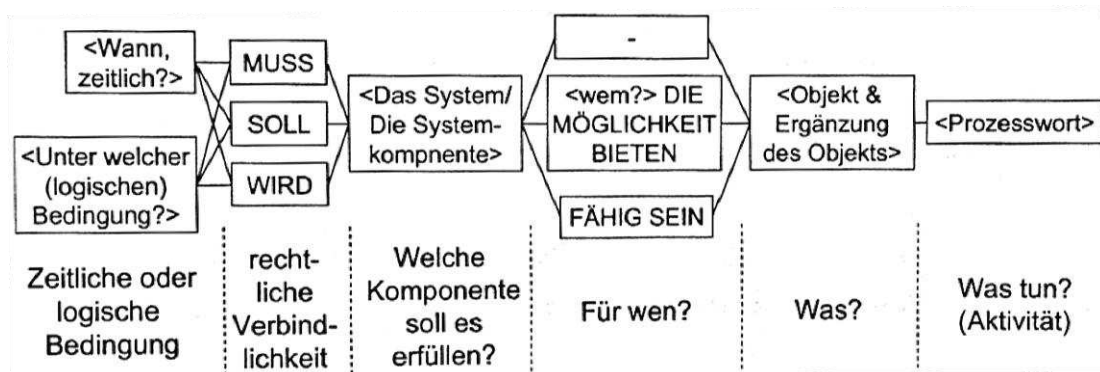 <Wann,
zeitlich?>
<Unter welcher
(logischen)
Bedingung?>
MUSS
SOLL
WIRD
<Das System/
Die System-
kompnente>
-
<wem?> DIE
MÖGLICHKEIT
BIETEN
FÄHIG SEIN
<Objekt &
Ergänzung
des Objekts>
<Prozesswort>
Zeitliche oder
logische
Bedingung
recht-
liche
Verbind-
lichkeit
Welche
Komponente
soll es
erfüllen?
Für wen?
Was?
Was tun?
(Aktivität)